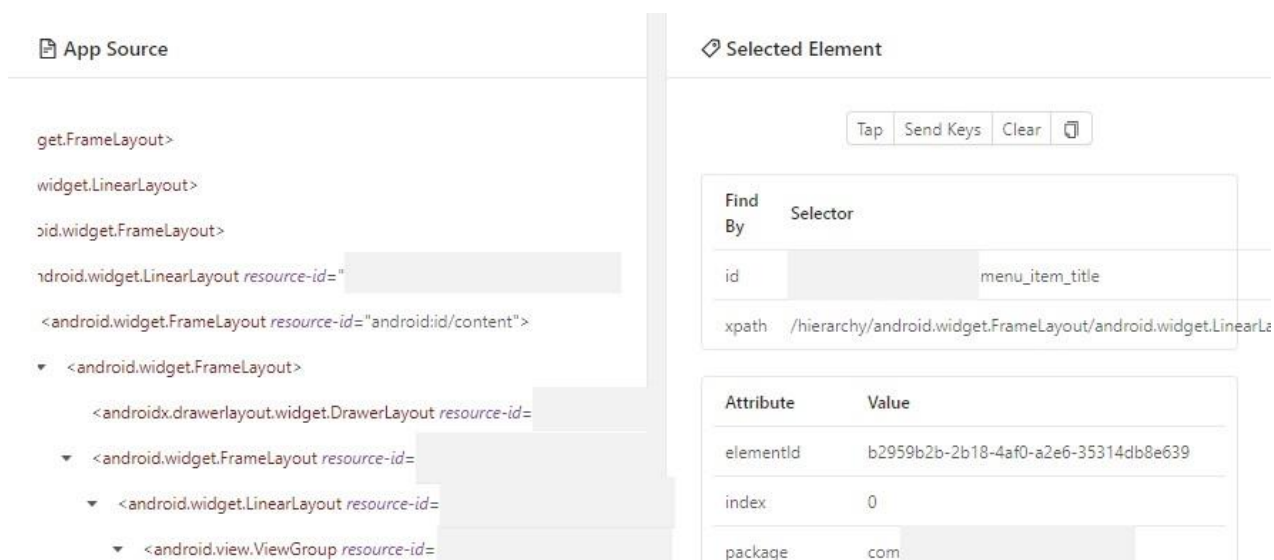 App Source
get.FrameLayout>
widget.LinearLayout>
oid.widget.FrameLayout>
ndroid.widget.LinearLayout resource-id="
<android.widget.FrameLayout resource-id="android:id/content">
<android.widget.FrameLayout>
<androidx.drawerlayout.widget.DrawerLayout resource-id=
<android.widget.FrameLayout resource-id=
<android.widget.LinearLayout resource-id=
<android.view.ViewGroup resource-id=
Selected Element
Tap Send Keys Clear
Find By Selector
id menu_item_title
xpath /hierarchy/android.widget.FrameLayout/android.widget.LinearLa
Attribute Value
elementId b2959b2b-2b18-4af0-a2e6-35314db8e639
index 0
package com